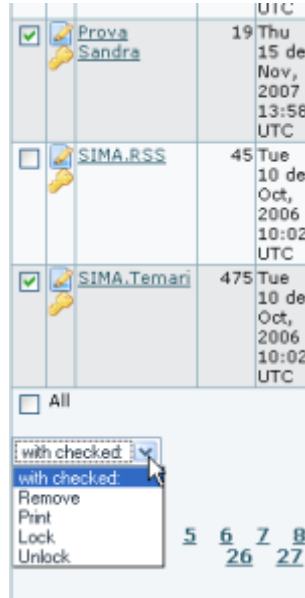 UTC
Prova 19 Thu
Sandra 15 de
Nov,
2007
13:58
UTC
SIMA.RSS 45 Tue
10 de
Oct,
2006
10:02
UTC
SIMA.Temari 475 Tue
10 de
Oct,
2006
10:02
UTC
All
with checked:
with checked:
Remove
Print
Lock
Unlock
5 6 7 8
26 27